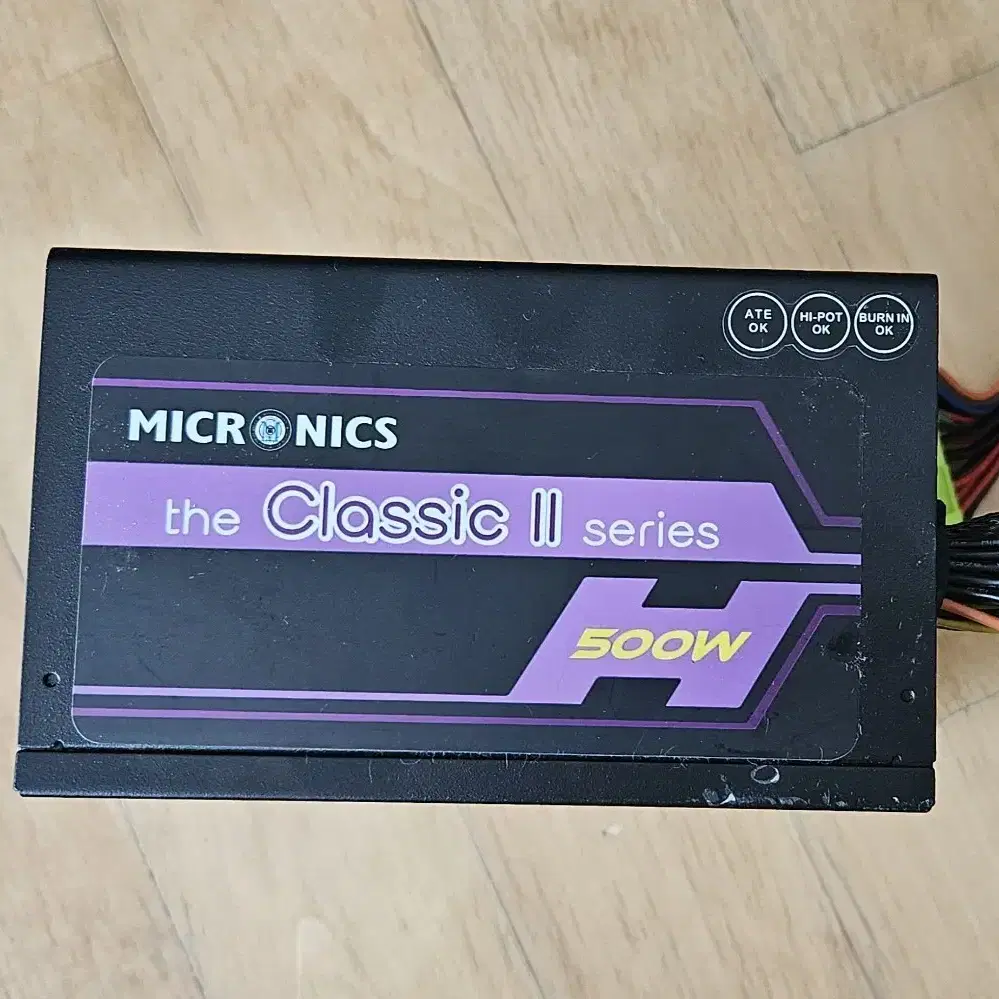 ATE
OK
HI-POT
OK
BURN IN
OK
MICRONICS
the Classic II series
500W